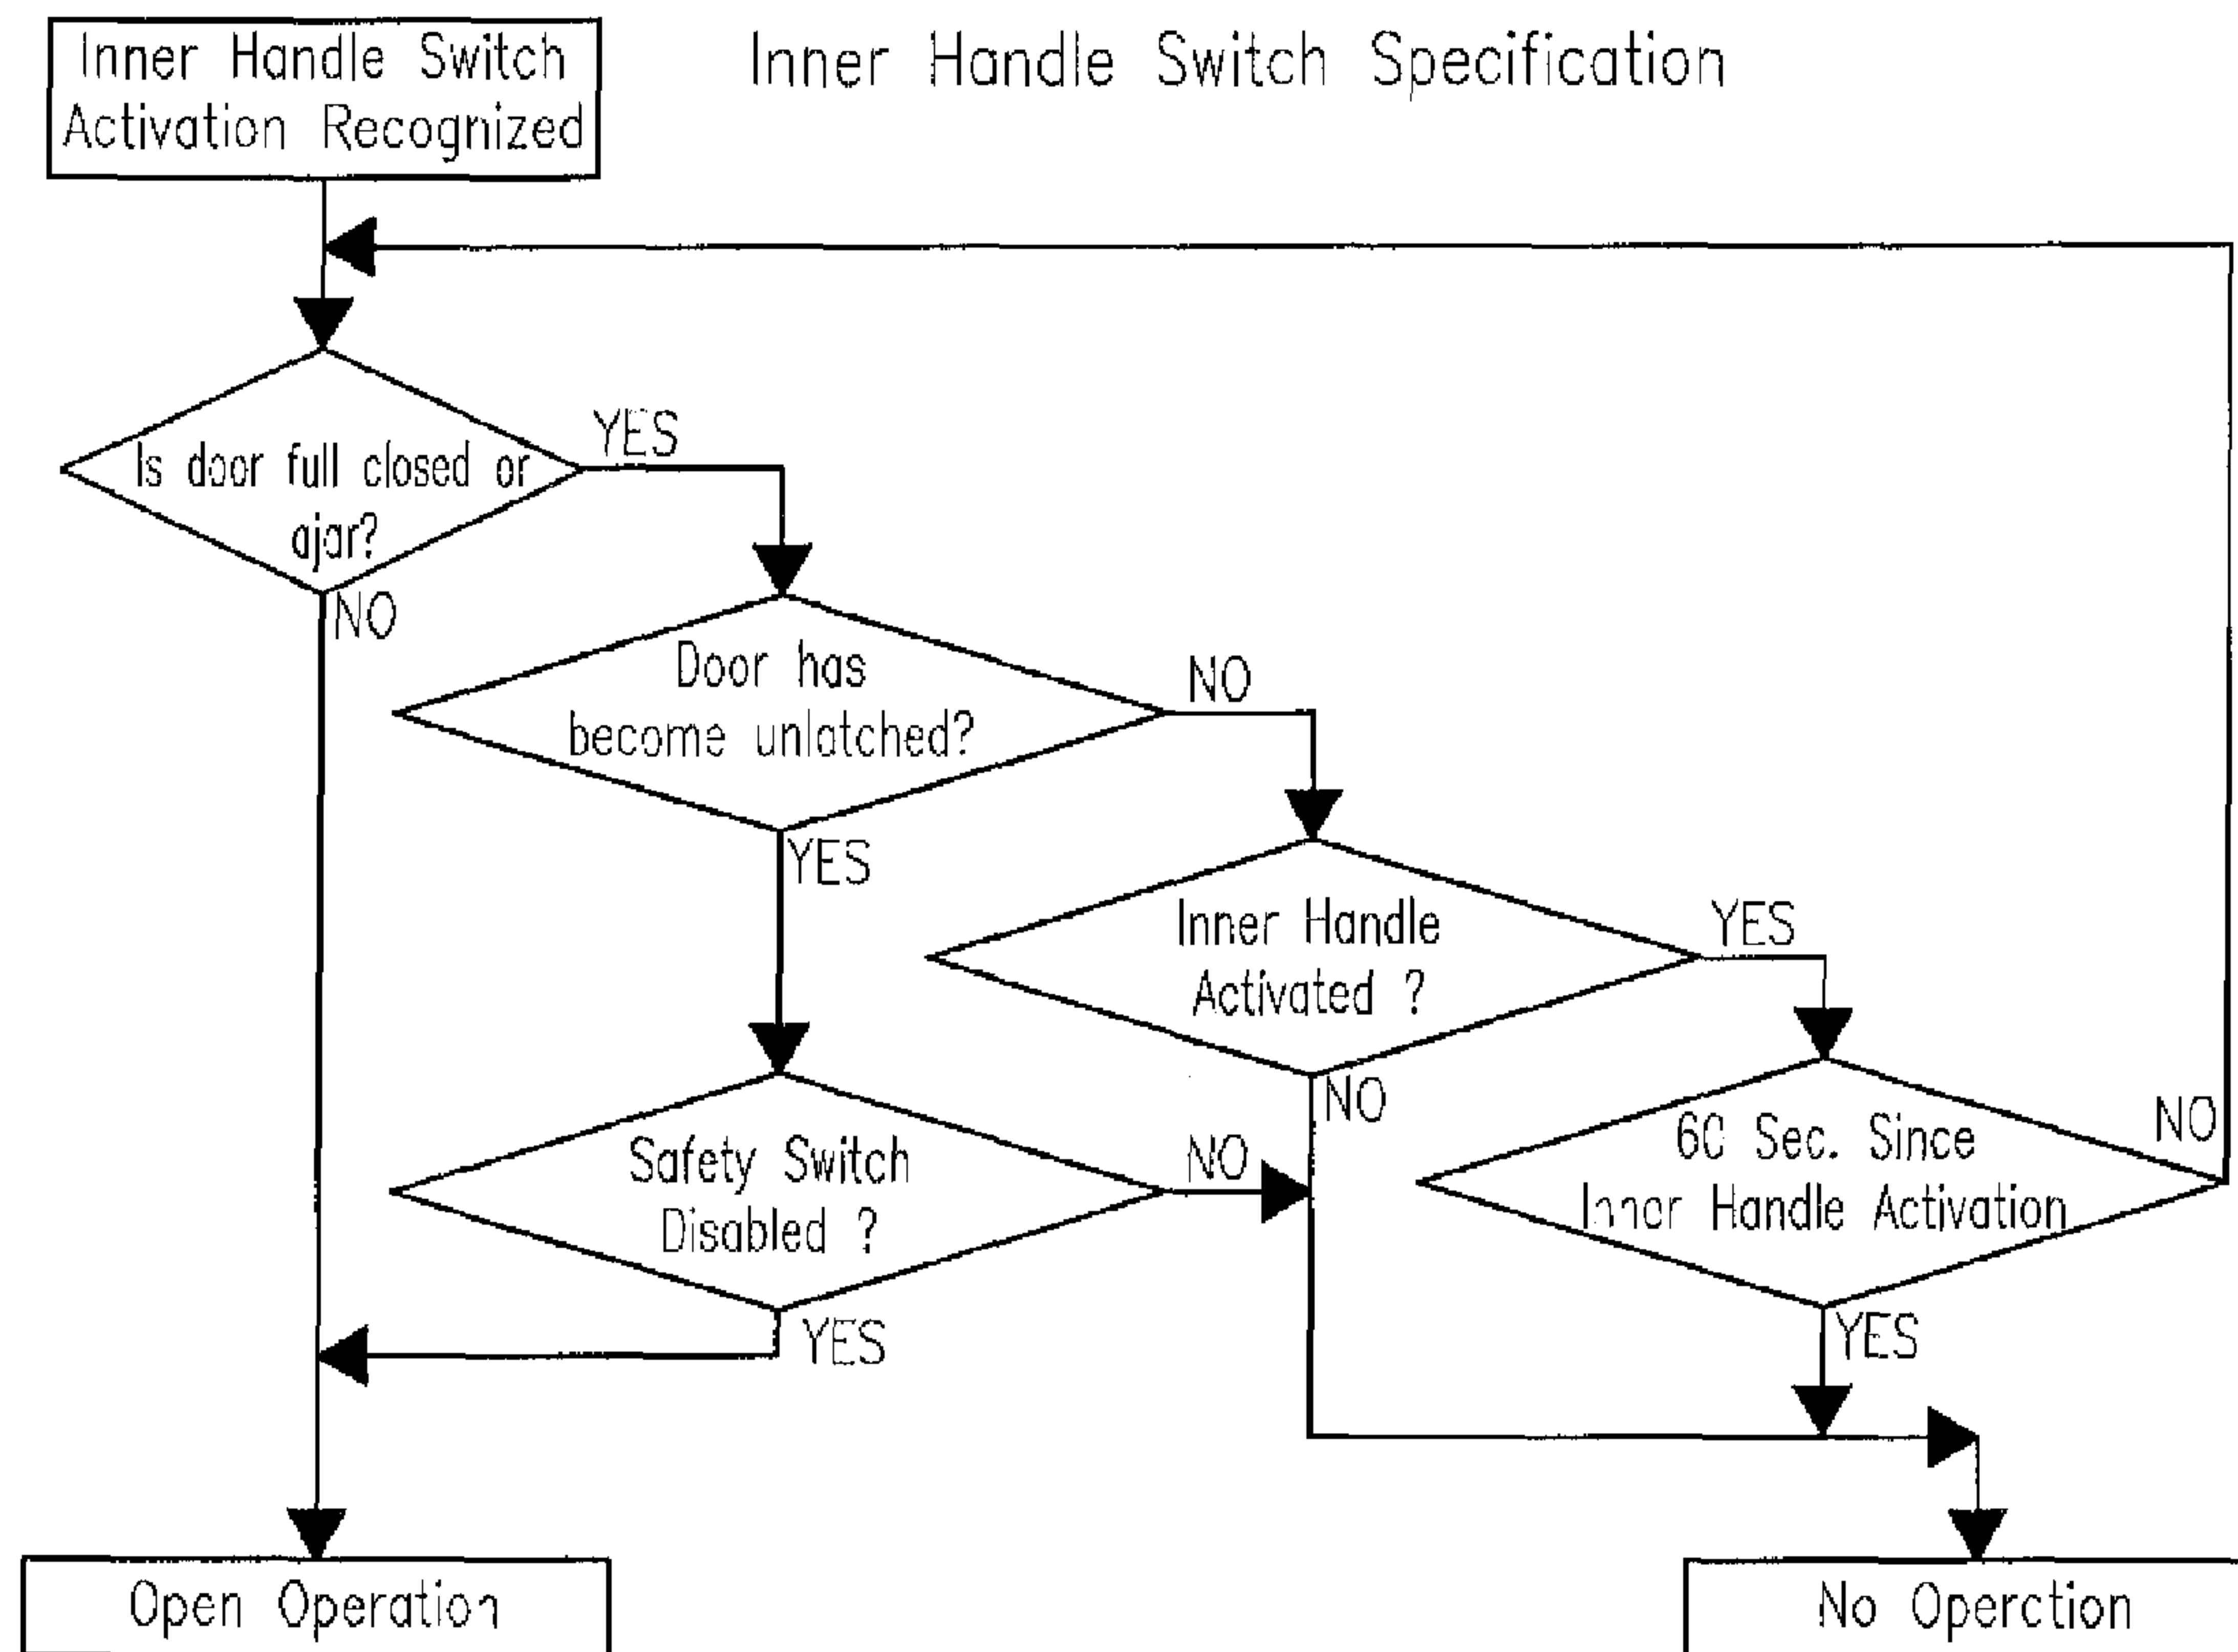 Inner Handle Switch
Activation Recognized
Inner Handle Switch Specification
Is door full closed or
ajar?
YES
NO
Door has
become unlatched?
NO
YES
Inner Handle
Activated ?
YES
NO
Safety Switch
Disabled ?
NO
YES
60 Sec. Since
Inner Handle Activation
NO
YES
Open Operation
No Operction